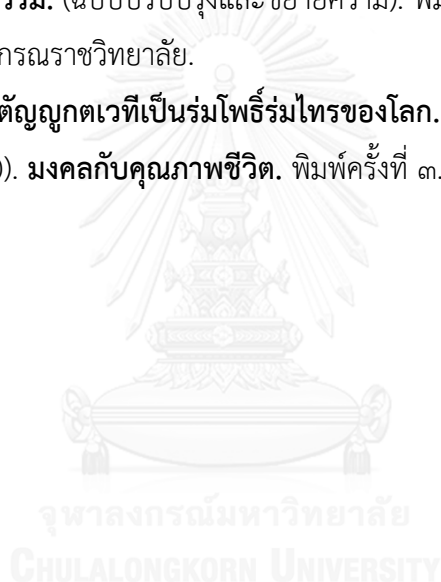 รรม. (ฉบับปรับปรุงและขยายความ). พิม
กรณราชวิทยาลัย.
ตัญญูกตเวทีเป็นร่มโพธิ์ร่มไทรของโลก.
). มงคลกับคุณภาพชีวิต. พิมพ์ครั้งที่ ๓.
จุฬาลงกรณ์มหาวิทยาลัย
CHULALONGKORN UNIVERSITY